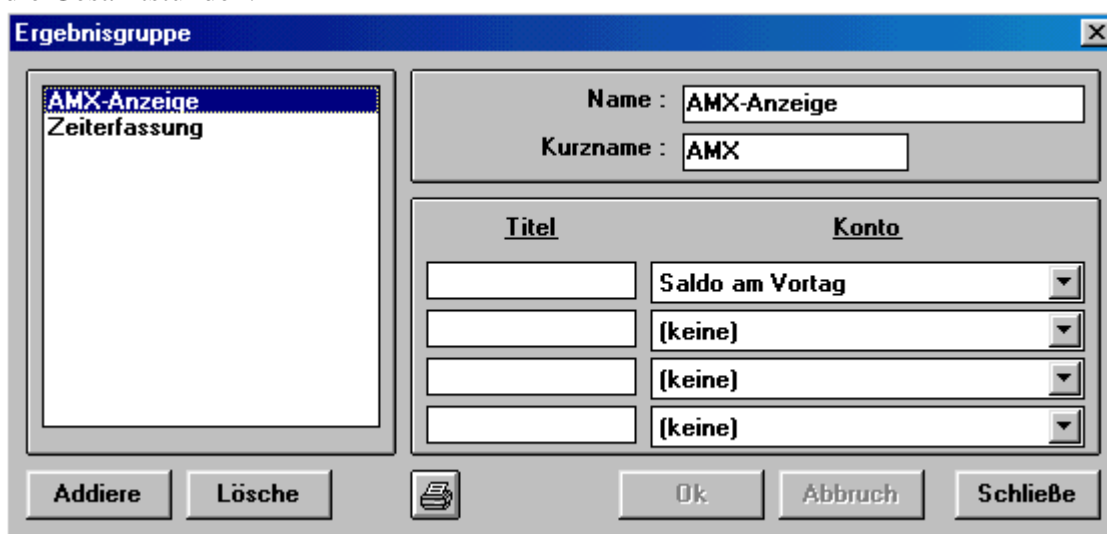 Ergebnisgruppe
AMX-Anzeige
Zeiterfassung
Name : AMX-Anzeige
Kurzname : AMX
Titel Konto
Saldo am Vortag
(keine)
(keine)
(keine)
Addiere Lösche Ok Abbruch Schließe